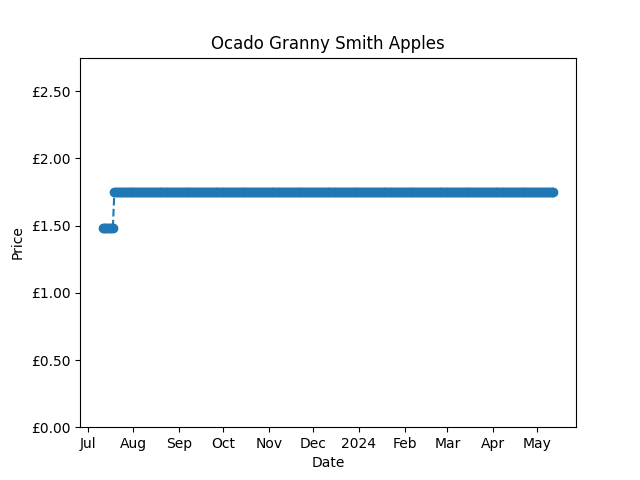 Ocado Granny Smith Apples
£2.50
£2.00
£1.50
£1.00
£0.50
£0.00
Price
Jul Aug Sep Oct Nov Dec 2024 Feb Mar Apr May
Date